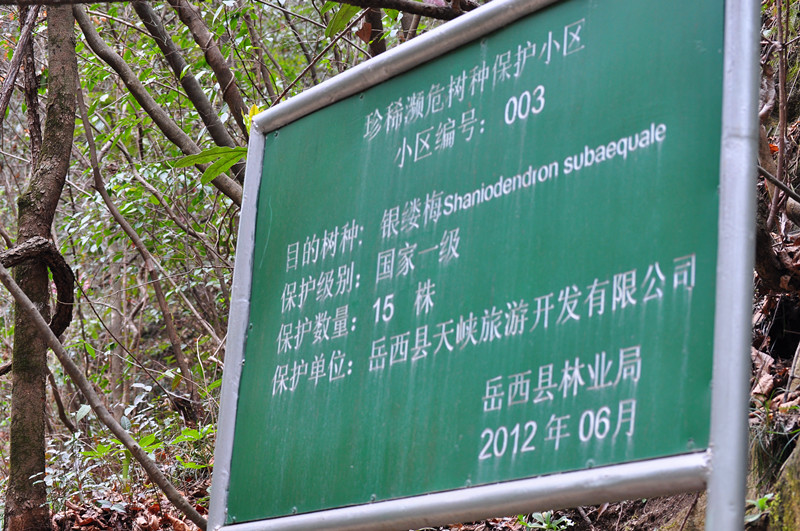 珍稀濒危树种保护小区
小区编号：003
目的树种：银缕梅Shaniodendron subaequale
保护级别：国家一级
保护数量：15 株
保护单位：岳西县天峡旅游开发有限公司
岳西县林业局
2012 年 06 月